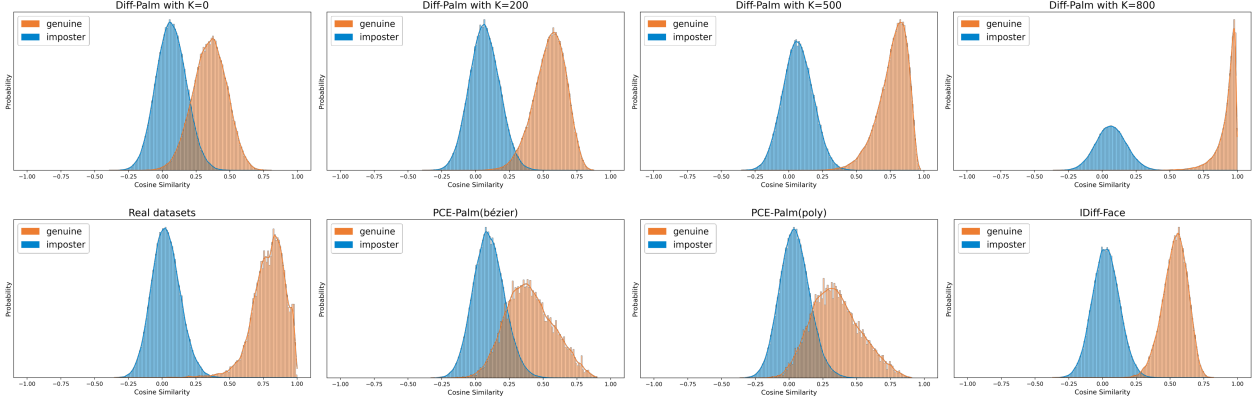 Diff-Palm with K=0
genuine
imposter
Probability
−1.00 −0.75 −0.50 −0.25 0.00 0.25 0.50 0.75 1.00
Cosine Similarity
Diff-Palm with K=200
genuine
imposter
Probability
−1.00 −0.75 −0.50 −0.25 0.00 0.25 0.50 0.75 1.00
Cosine Similarity
Diff-Palm with K=500
genuine
imposter
Probability
−1.00 −0.75 −0.50 −0.25 0.00 0.25 0.50 0.75 1.00
Cosine Similarity
Diff-Palm with K=800
genuine
imposter
Probability
−1.00 −0.75 −0.50 −0.25 0.00 0.25 0.50 0.75 1.00
Cosine Similarity
Real datasets
genuine
imposter
Probability
−1.00 −0.75 −0.50 −0.25 0.00 0.25 0.50 0.75 1.00
Cosine Similarity
PCE-Palm(bézier)
genuine
imposter
Probability
−1.00 −0.75 −0.50 −0.25 0.00 0.25 0.50 0.75 1.00
Cosine Similarity
PCE-Palm(poly)
genuine
imposter
Probability
−1.00 −0.75 −0.50 −0.25 0.00 0.25 0.50 0.75 1.00
Cosine Similarity
IDiff-Face
genuine
imposter
Probability
−1.00 −0.75 −0.50 −0.25 0.00 0.25 0.50 0.75 1.00
Cosine Similarity